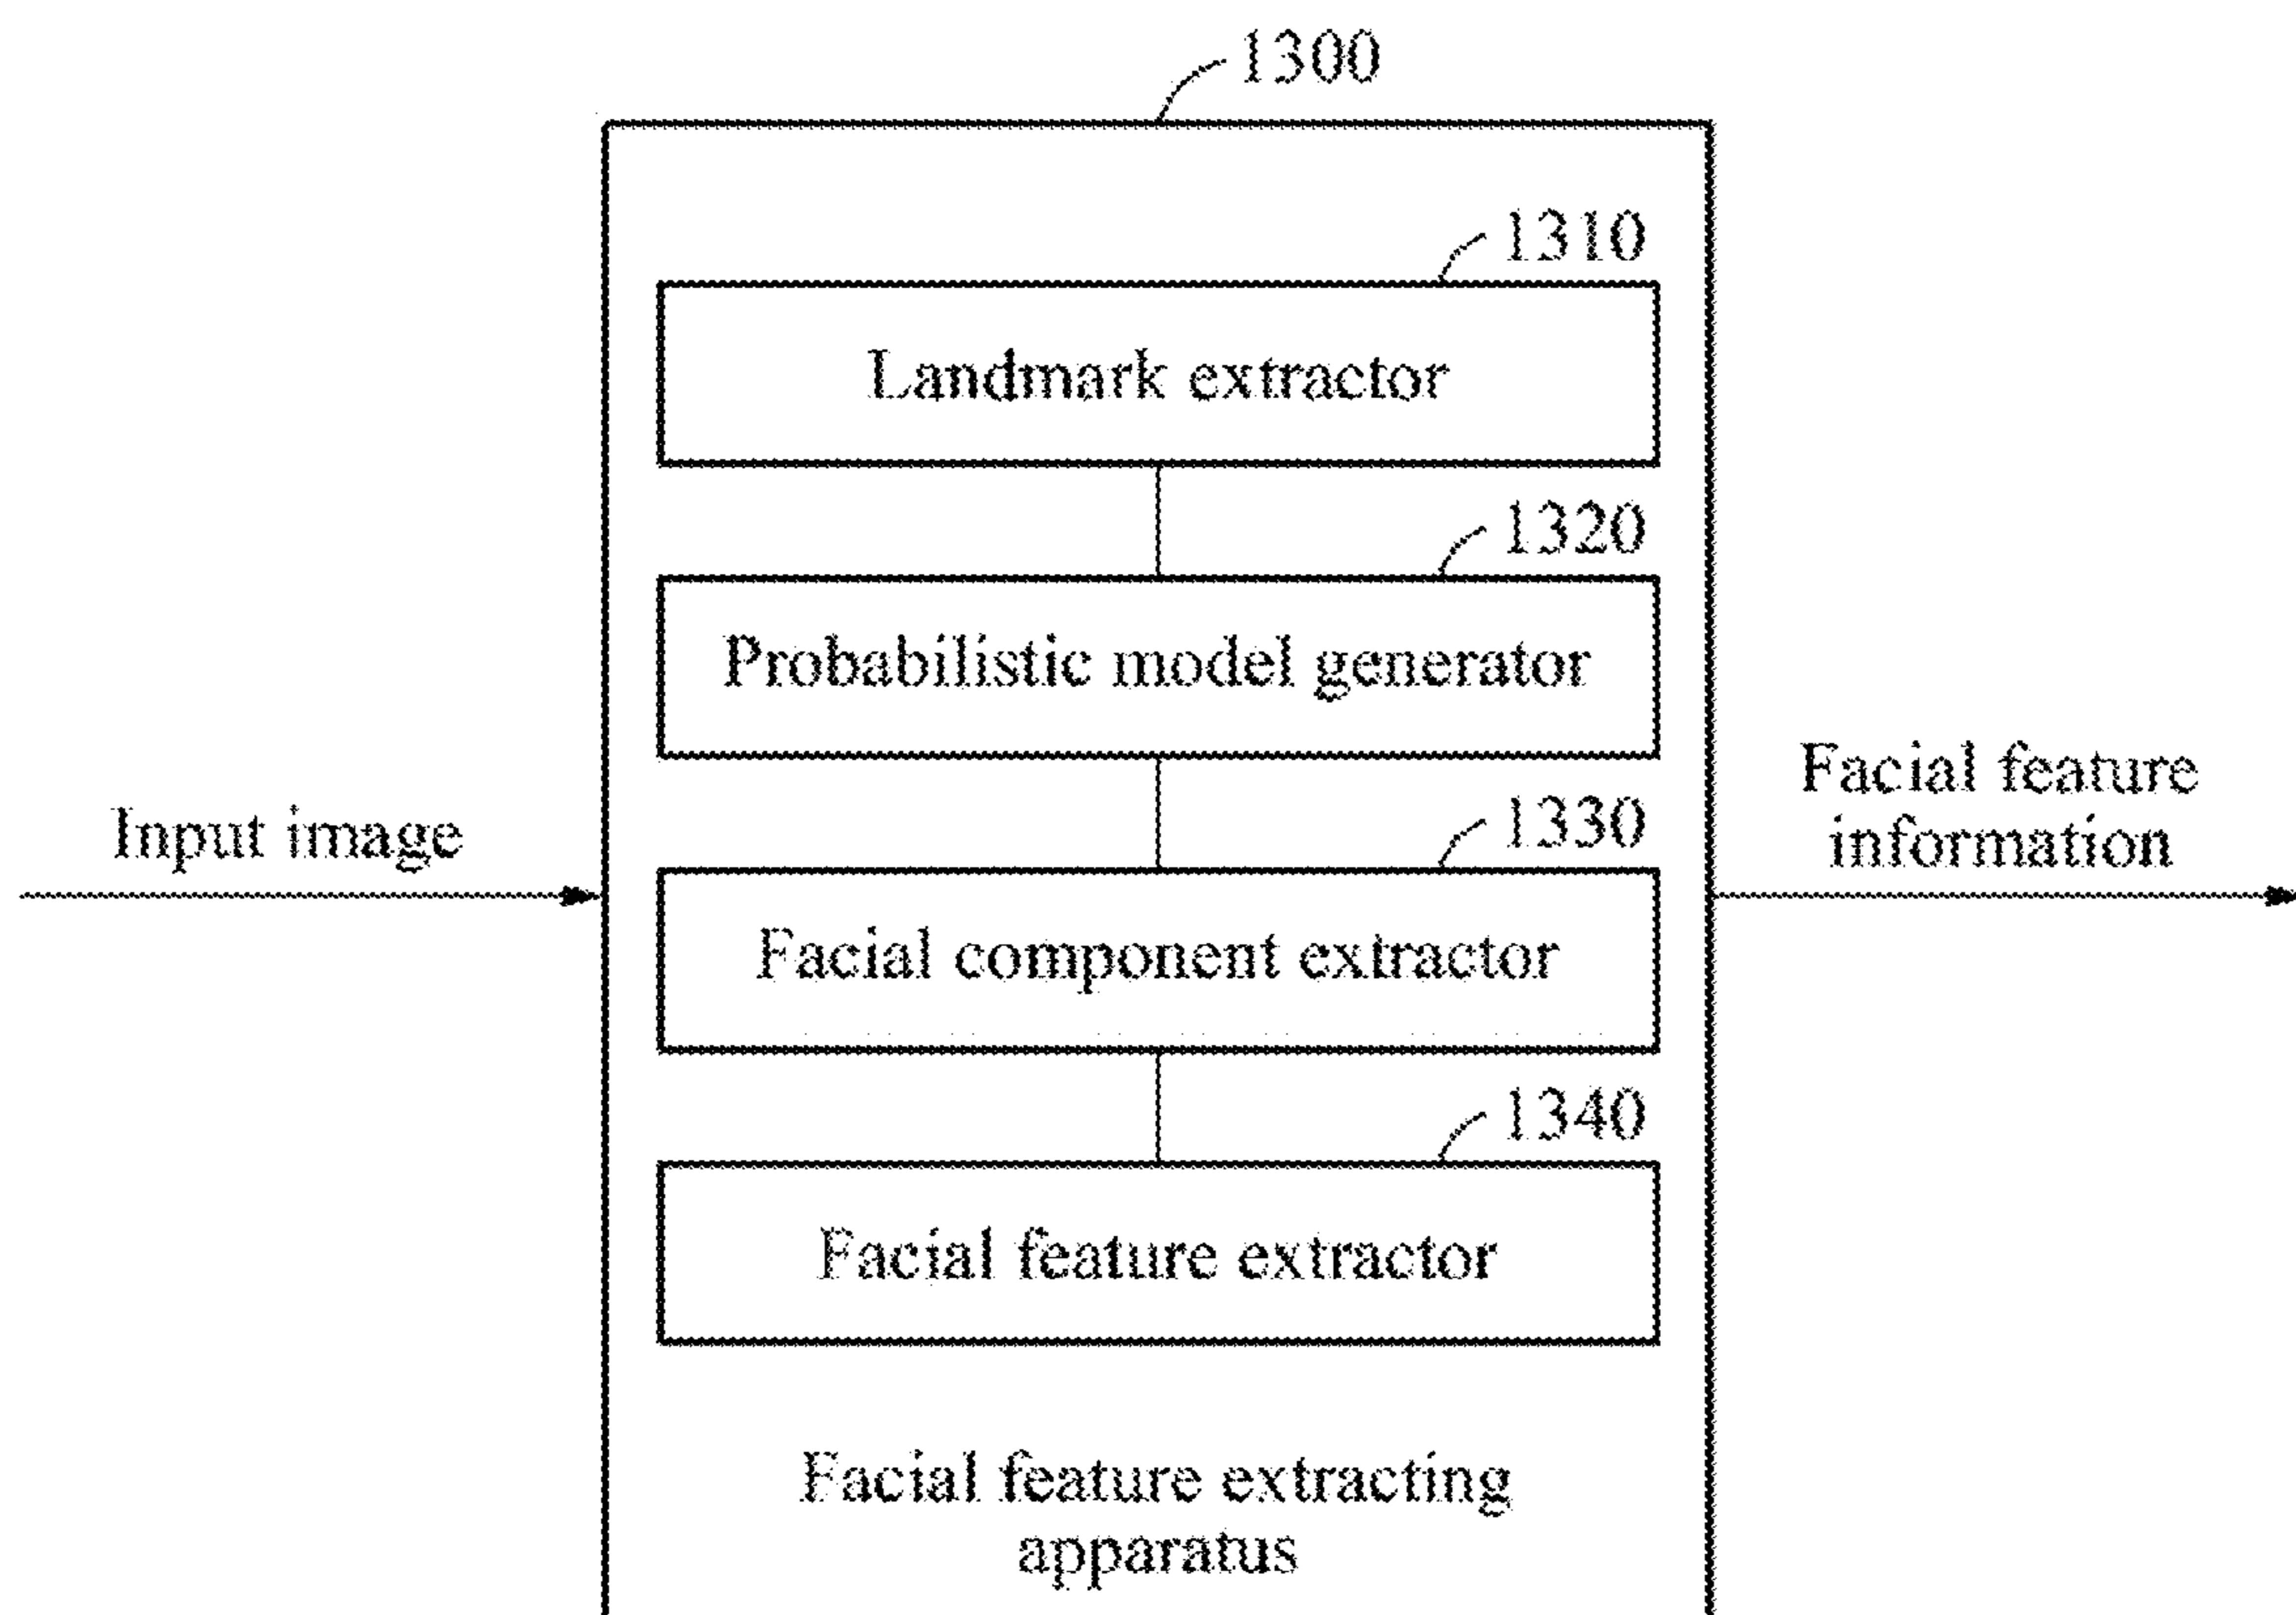 1300
1310
Landmark extractor
1320
Probabilistic model generator
Input image
1330
Facial feature
information
Facial component extractor
1340
Facial feature extractor
Facial feature extracting
apparatus